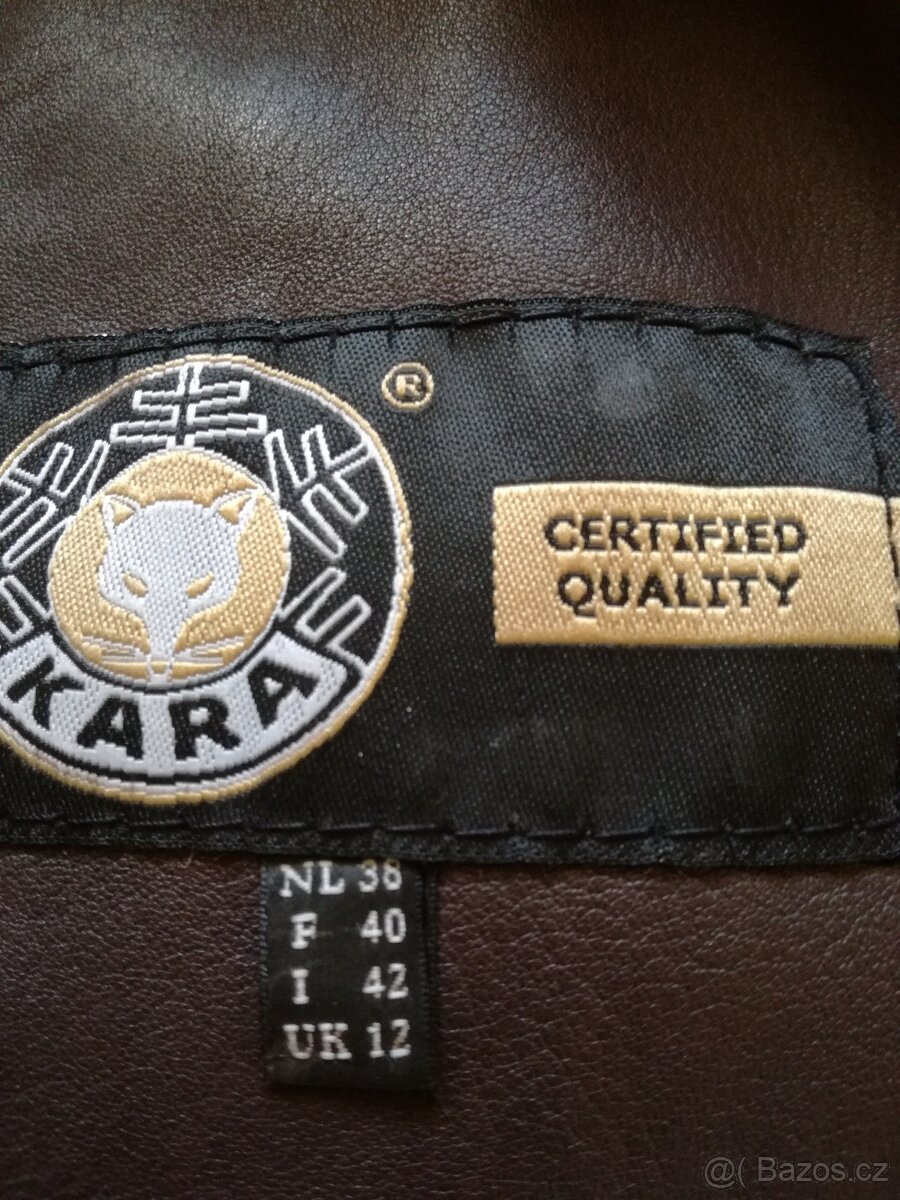 ®
CERTIFIED
QUALITY
KARA
NL 38
F 40
I 42
UK 12
@( Bazos.cz